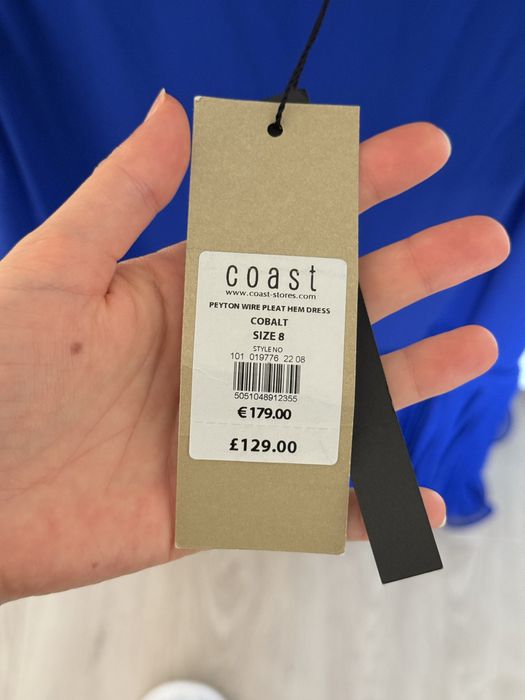 coast
www.coast-stores.com
PEYTON WIRE PLEAT HEM DRESS
COBALT
SIZE 8
STYLE NO
101 019776 22 08
5051048912355
€179.00
£129.00